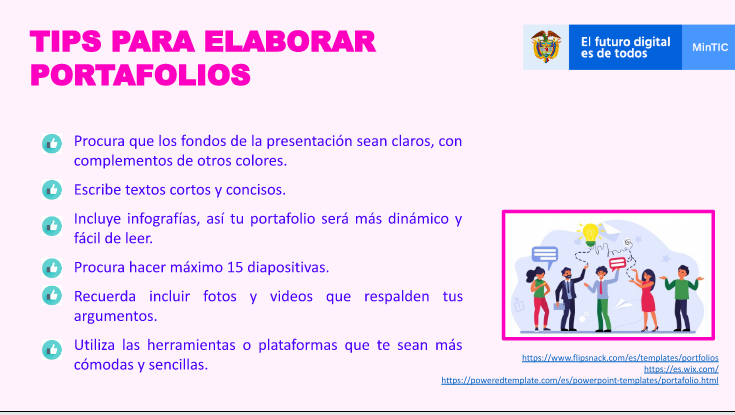 TIPS PARA ELABORAR
PORTAFOLIOS
El futuro digital
es de todos
MinTIC
Procura que los fondos de la presentación sean claros, con
complementos de otros colores.
Escribe textos cortos y concisos.
Incluye infografías, así tu portafolio será más dinámico y
fácil de leer.
Procura hacer máximo 15 diapositivas.
Recuerda incluir fotos y videos que respalden tus
argumentos.
Utiliza las herramientas o plataformas que te sean más
cómodas y sencillas.
https://www.flipsnack.com/es/templates/portfolios
https://es.wix.com/
https://poweredtemplate.com/es/powerpoint-templates/portafolio.html